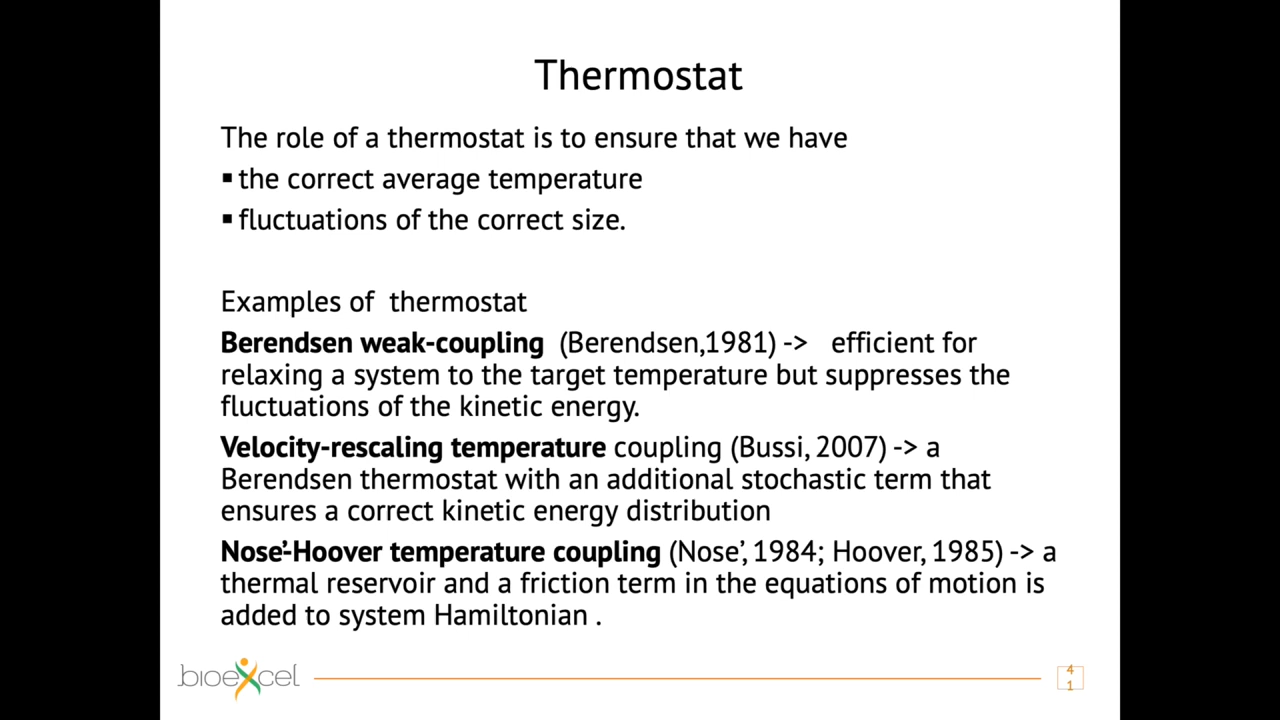 Thermostat
The role of a thermostat is to ensure that we have
▪ the correct average temperature
▪ fluctuations of the correct size.
Examples of  thermostat
Berendsen weak-coupling  (Berendsen,1981) ->   efficient for
relaxing a system to the target temperature but suppresses the
fluctuations of the kinetic energy.
Velocity-rescaling temperature coupling (Bussi, 2007) -> a
Berendsen thermostat with an additional stochastic term that
ensures a correct kinetic energy distribution
Nose’-Hoover temperature coupling (Nose’, 1984; Hoover, 1985) -> a
thermal reservoir and a friction term in the equations of motion is
added to system Hamiltonian .
bioexcel
4
1